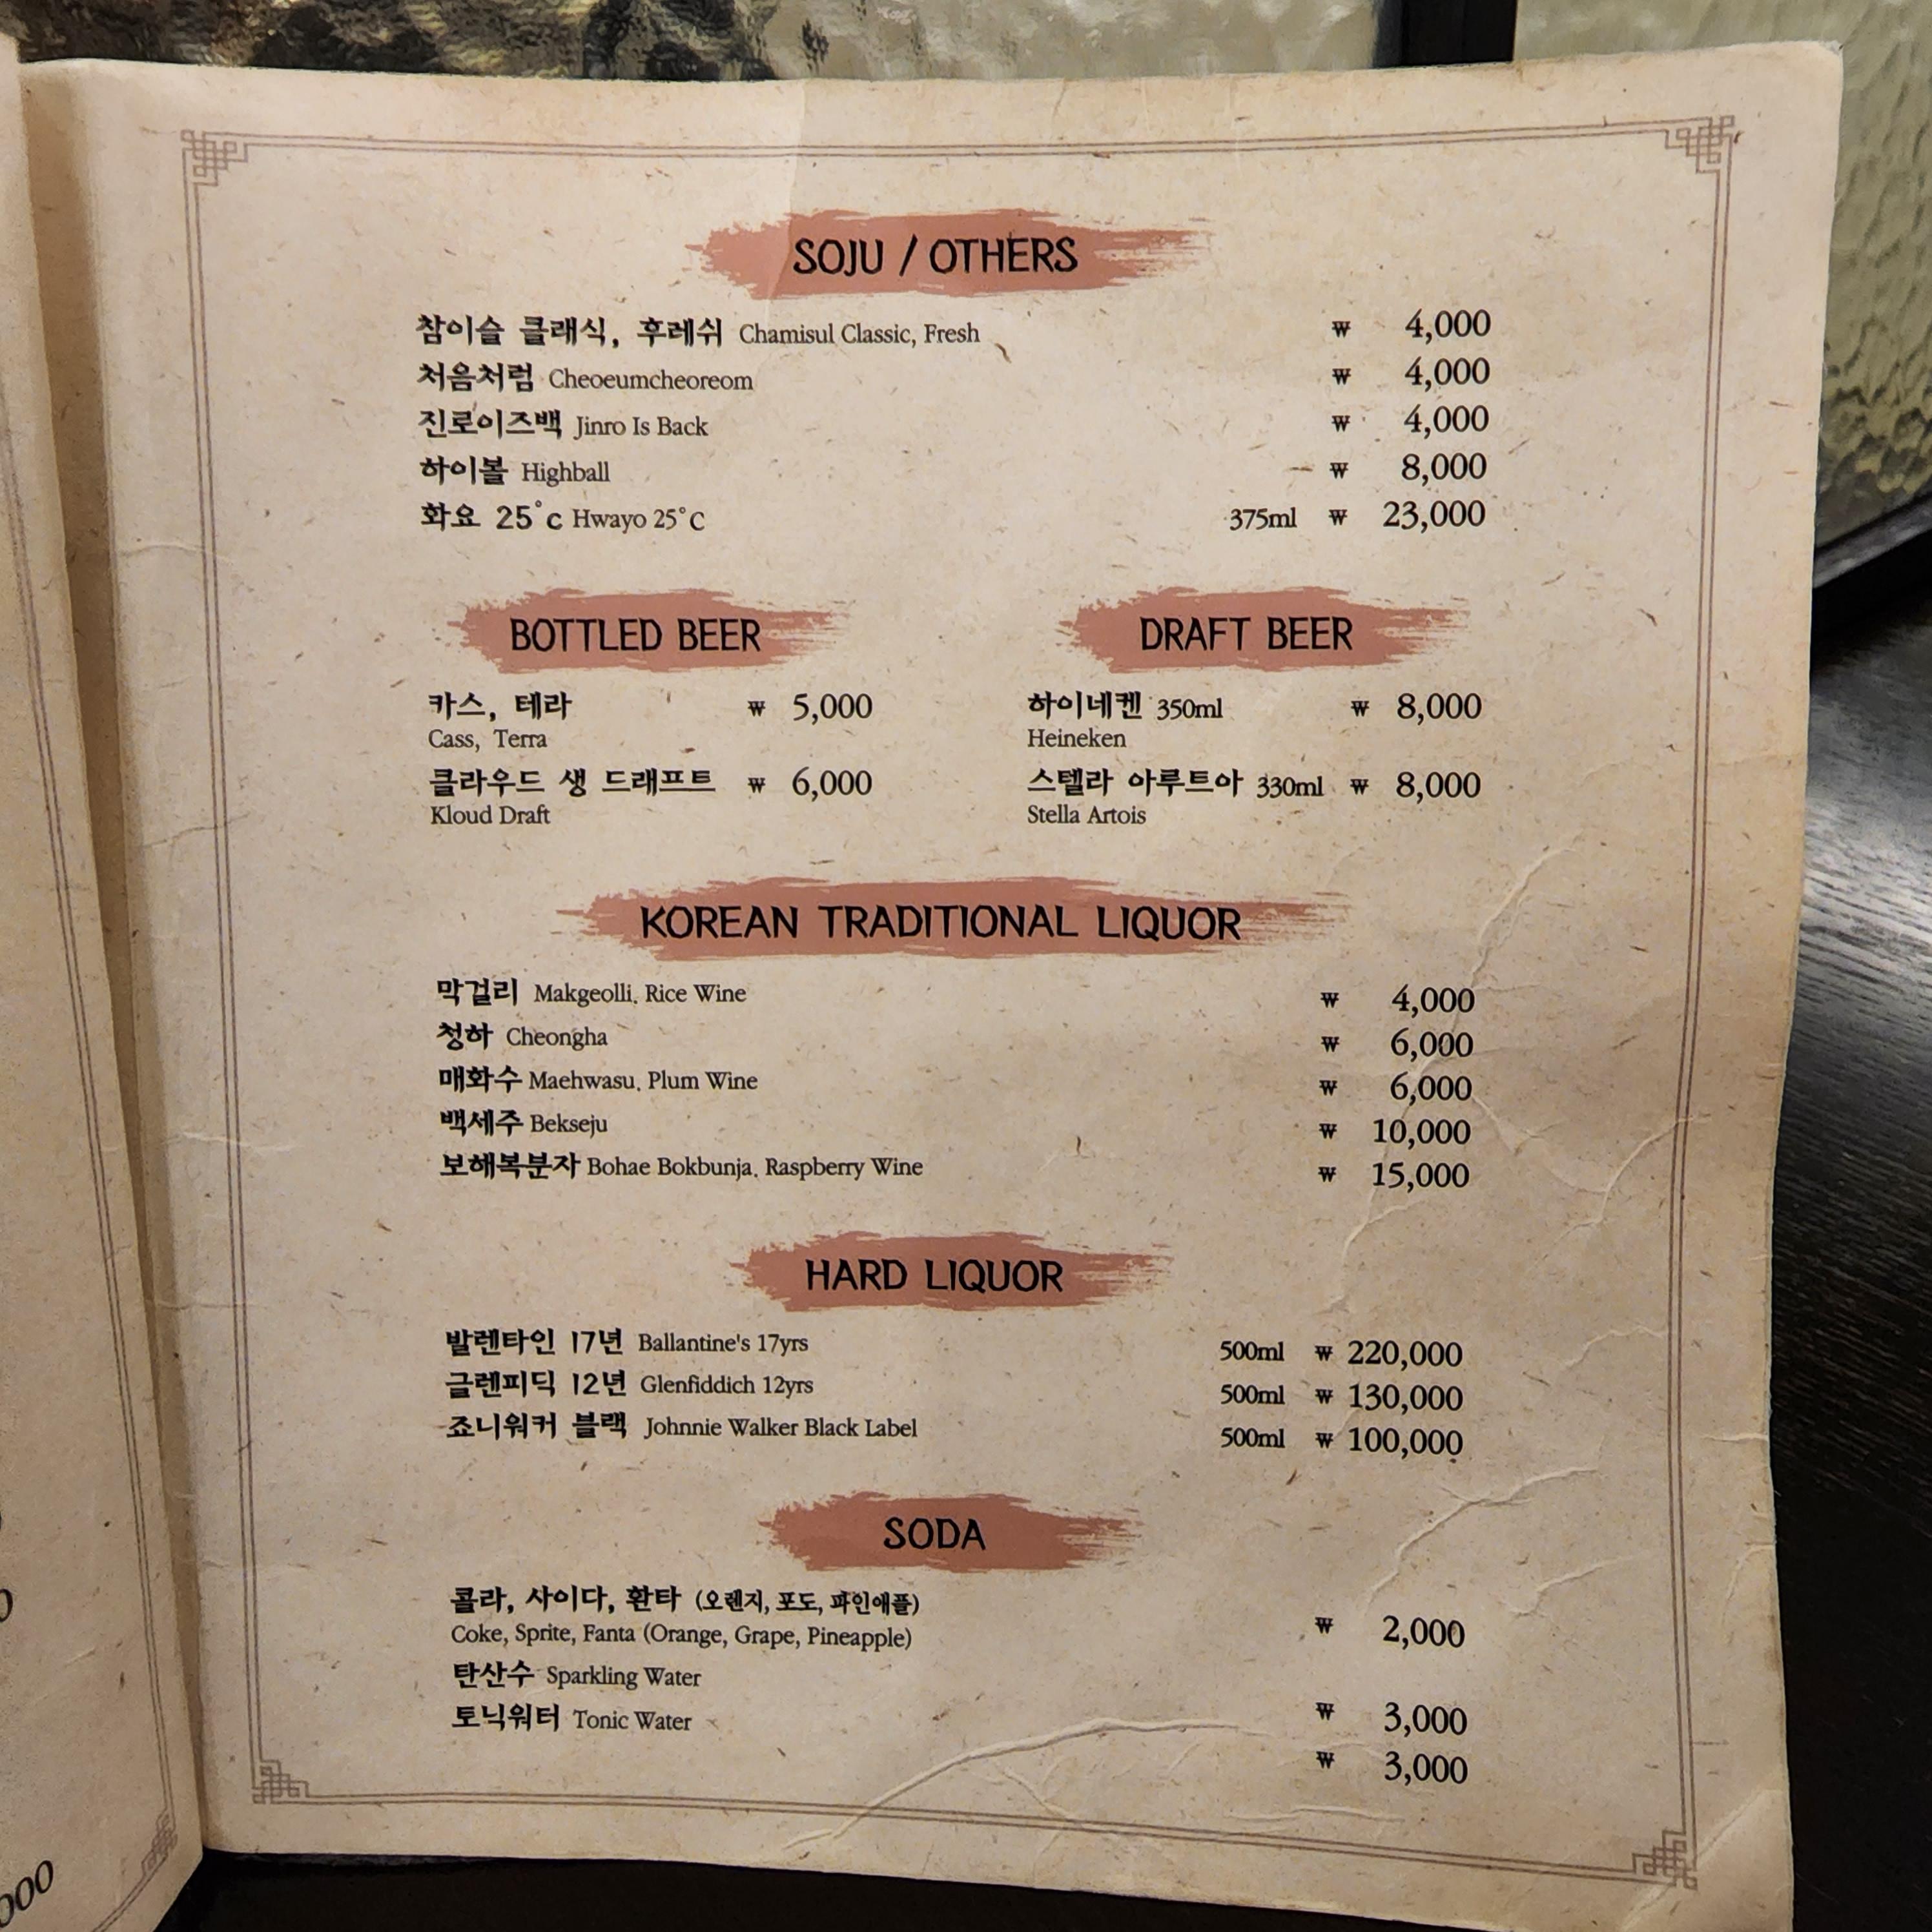 SOJU / OTHERS
참이슬 클래식, 후레쉬 Chamisul Classic, Fresh ₩ 4,000
처음처럼 Cheoeumcheoreom ₩ 4,000
진로이즈백 Jinro Is Back ₩ 4,000
하이볼 Highball ₩ 8,000
화요 25°c Hwayo 25°C 375ml ₩ 23,000
BOTTLED BEER
카스, 테라 ₩ 5,000
Cass, Terra
클라우드 생 드래프트 ₩ 6,000
Kloud Draft
DRAFT BEER
하이네켄 350ml ₩ 8,000
Heineken
스텔라 아루트아 330ml ₩ 8,000
Stella Artois
KOREAN TRADITIONAL LIQUOR
막걸리 Makgeolli, Rice Wine ₩ 4,000
청하 Cheongha ₩ 6,000
매화수 Maehwasu, Plum Wine ₩ 6,000
백세주 Bekseju ₩ 10,000
보해복분자 Bohae Bokbunja, Raspberry Wine ₩ 15,000
HARD LIQUOR
발렌타인 17년 Ballantine's 17yrs 500ml ₩ 220,000
글렌피딕 12년 Glenfiddich 12yrs 500ml ₩ 130,000
죠니워커 블랙 Johnnie Walker Black Label 500ml ₩ 100,000
SODA
콜라, 사이다, 환타 (오렌지, 포도, 파인애플)
Coke, Sprite, Fanta (Orange, Grape, Pineapple) ₩ 2,000
탄산수 Sparkling Water ₩ 3,000
토닉워터 Tonic Water ₩ 3,000